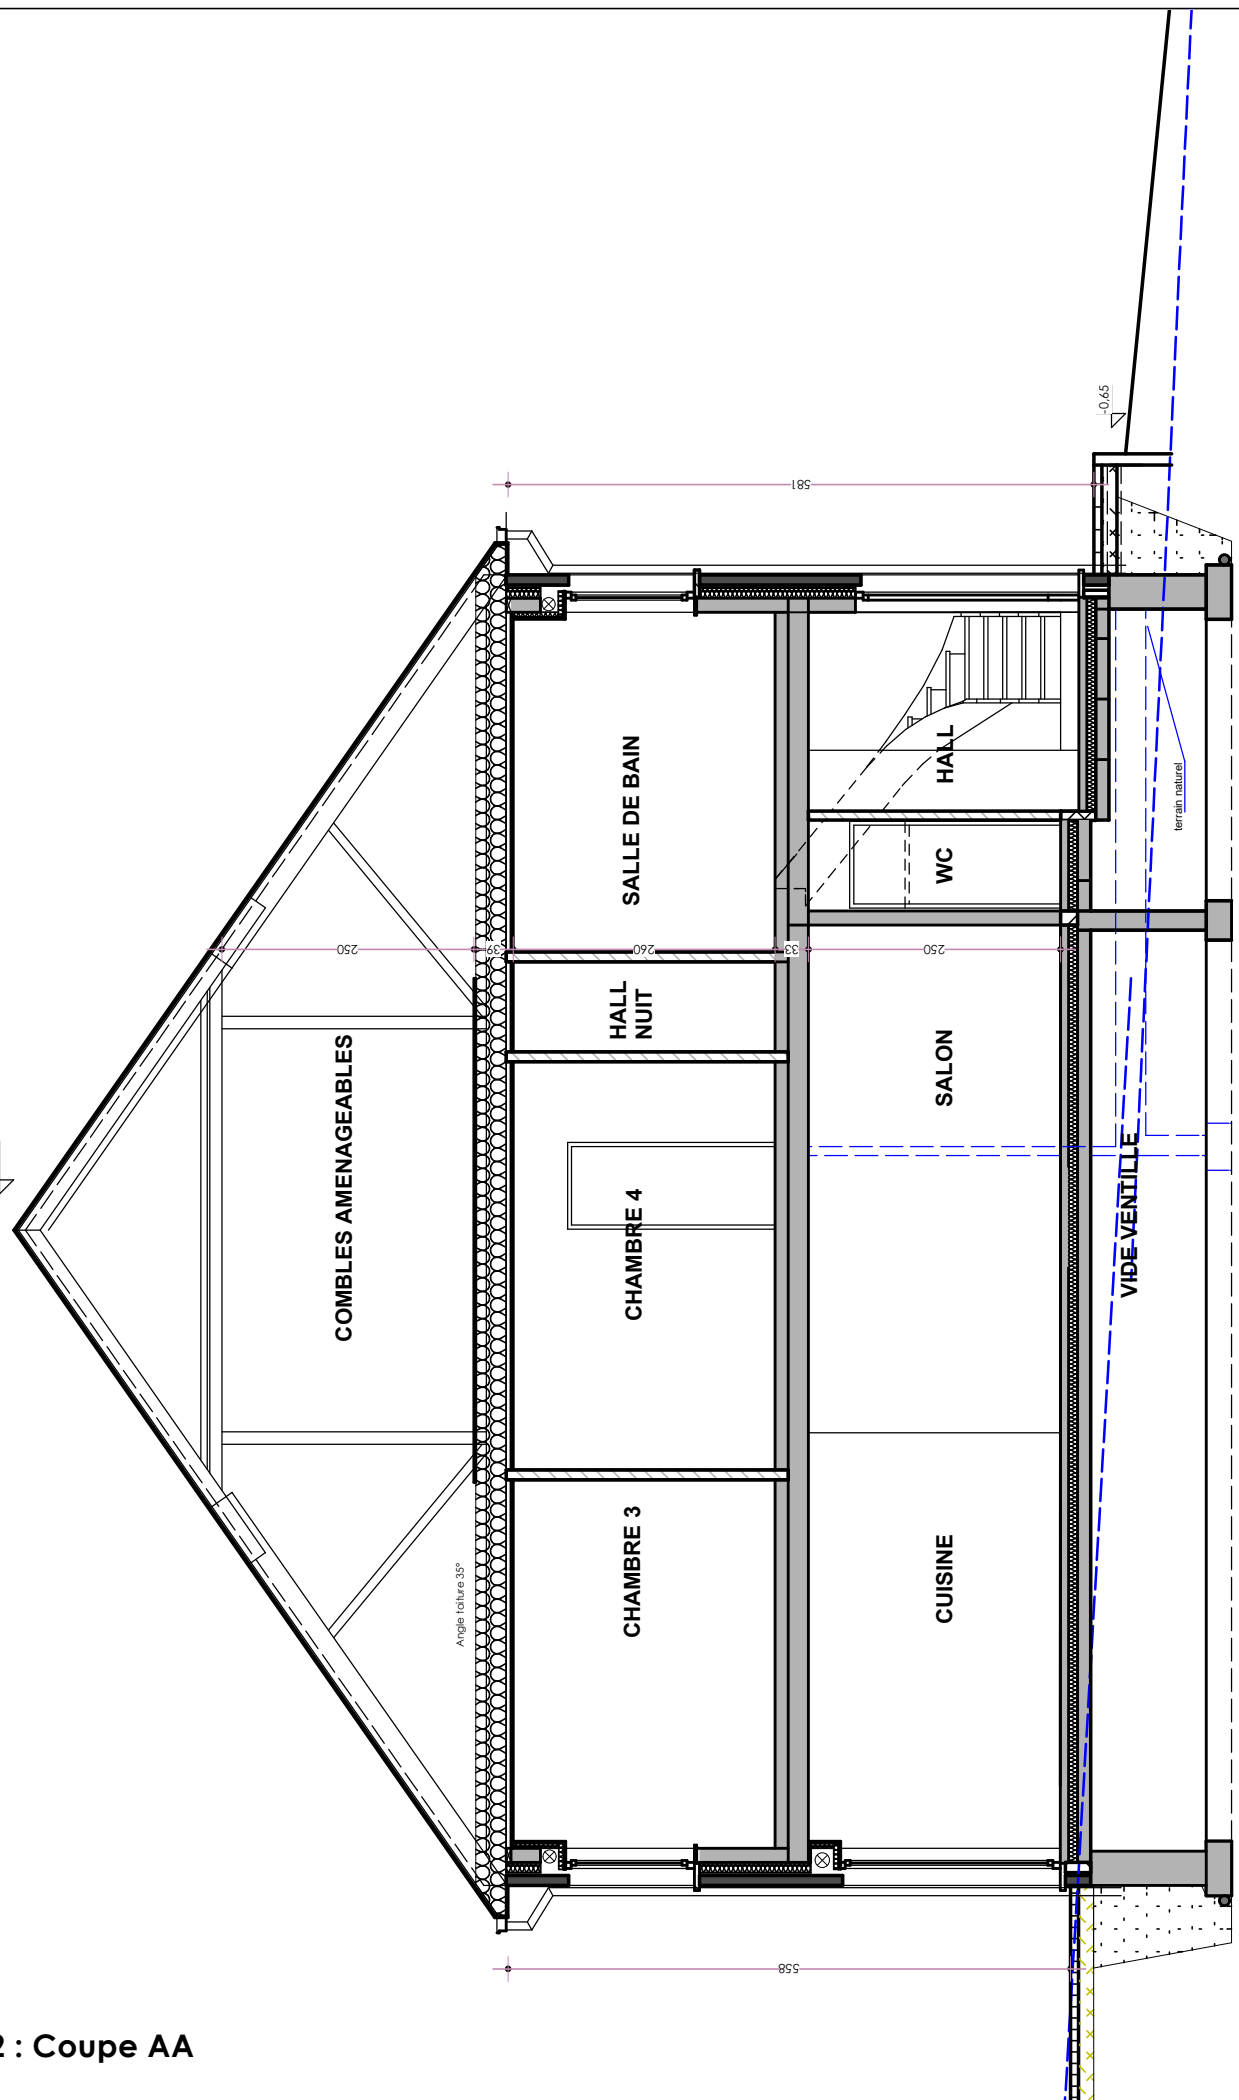 -0,65
581
COMBLES AMENAGEABLES
250
39
Angle toiture 35°
SALLE DE BAIN
HALL
NUIT
CHAMBRE 4
CHAMBRE 3
260
33
HALL
WC
250
SALON
CUISINE
terrain naturel
VIDE VENTILLE
558
: Coupe AA